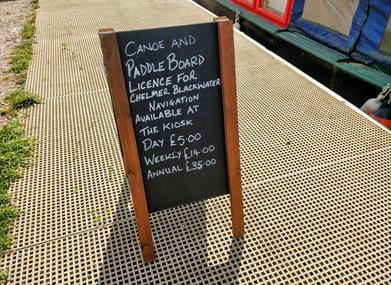 Canoe and
Paddle Board
Licence for
Chelmer Blackwater
Navigation
Available at
The Kiosk
Day £5.00
Weekly £14.00
Annual £35.00